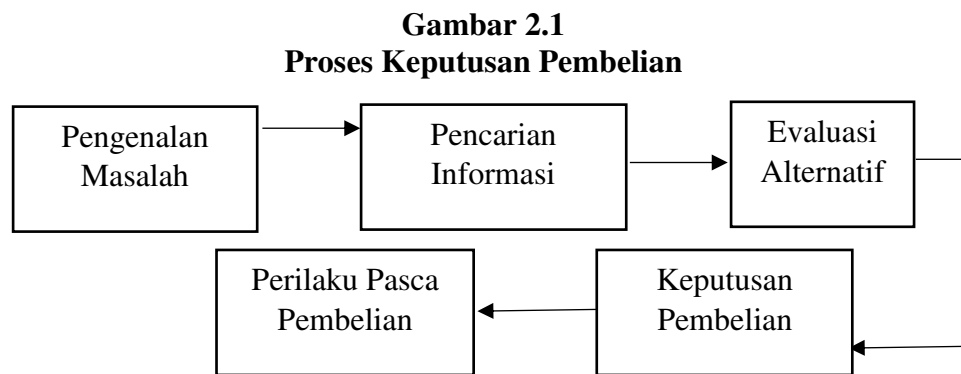 Gambar 2.1
Proses Keputusan Pembelian
Pengenalan
Masalah
Pencarian
Informasi
Evaluasi
Alternatif
Keputusan
Pembelian
Perilaku Pasca
Pembelian